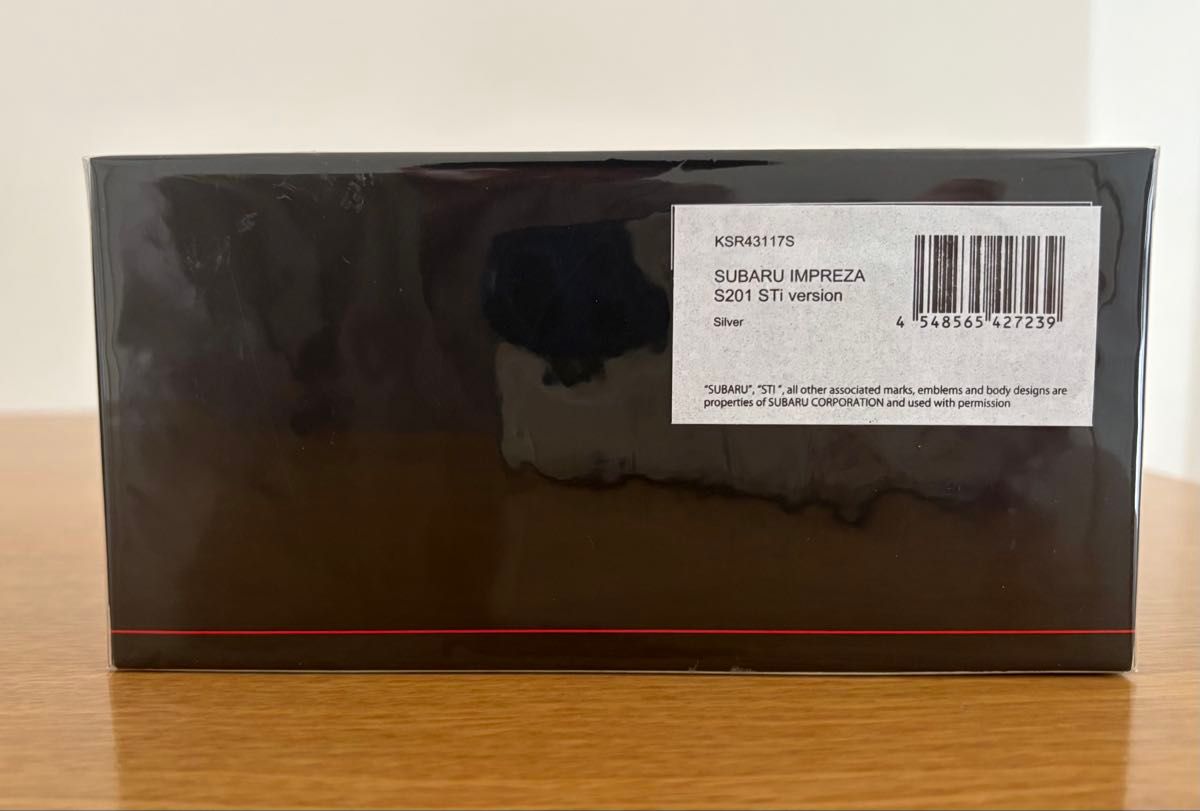 KSR43117S
SUBARU IMPREZA
S201 STi version
Silver
4 548565 427239
"SUBARU", "STI ", all other associated marks, emblems and body designs are
properties of SUBARU CORPORATION and used with permission